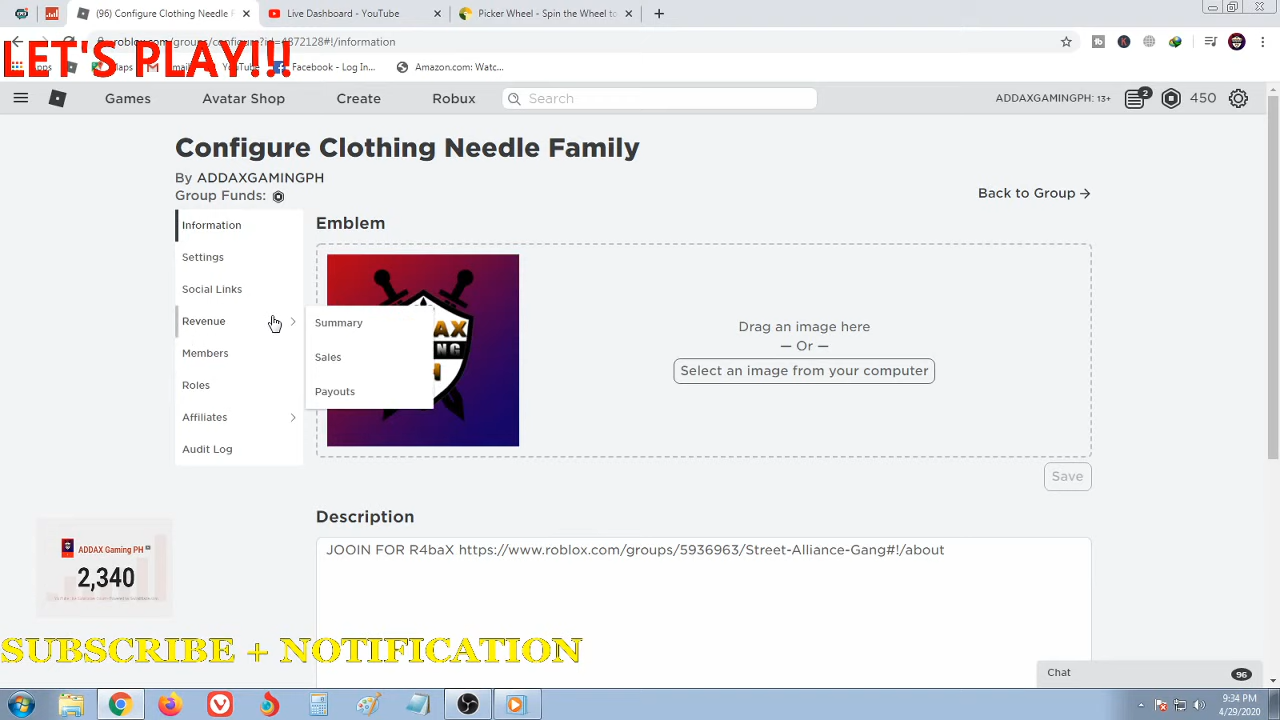 (96) Configure Clothing Needle F
Live Dashboard - YouTube
Picker Wheel - Spin the Wheel to
roblox.com/groups/configure?id=4872128#!/information
LET'S PLAY!!!
Apps
Maps
YouTube
Facebook - Log In...
Amazon.com: Watc...
Games
Avatar Shop
Create
Robux
Search
ADDAXGAMINGPH: 13+
2
450
Configure Clothing Needle Family
By ADDAXGAMINGPH
Group Funds:
Back to Group →
Information
Settings
Social Links
Revenue
Members
Roles
Affiliates
Audit Log
Summary
Sales
Payouts
Emblem
Drag an image here
— Or —
Select an image from your computer
Save
Description
JOOIN FOR R4baX https://www.roblox.com/groups/5936963/Street-Alliance-Gang#!/about
ADDAX Gaming PH
2,340
SUBSCRIBE + NOTIFICATION
Chat
96
9:34 PM
4/29/2020